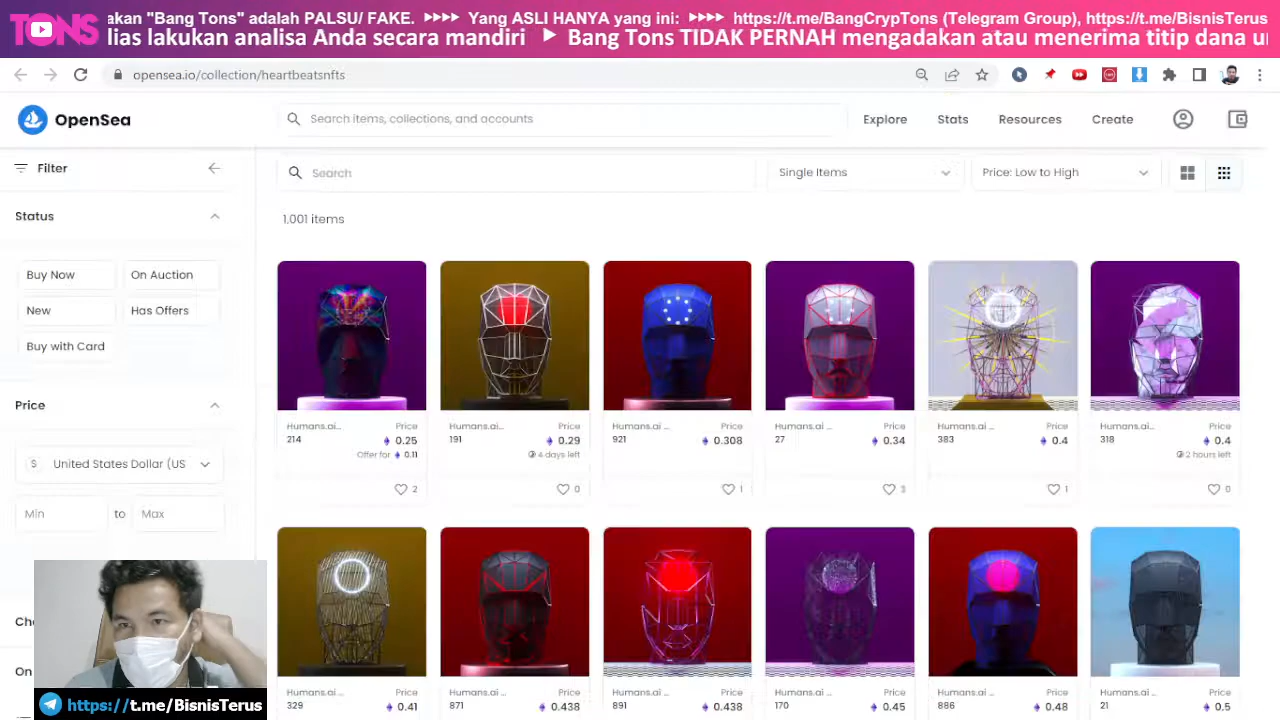 TONS
akan "Bang Tons" adalah PALSU/ FAKE. ►►►► Yang ASLI HANYA yang ini: ►►►► https://t.me/BangCrypTons (Telegram Group), https://t.me/BisnisTerus
lias lakukan analisa Anda secara mandiri ► Bang Tons TIDAK PERNAH mengadakan atau menerima titip dana u
opensea.io/collection/heartbeatsnfts
OpenSea
Search items, collections, and accounts
Explore Stats Resources Create
Filter
Search
Single Items
Price: Low to High
Status
1,001 items
Buy Now
On Auction
New
Has Offers
Buy with Card
Price
$ United States Dollar (US
Min to Max
Humans.ai... Price
214 0.25
Offer for 0.11
2
Humans.ai... Price
191 0.29
4 days left
0
Humans.ai ... Price
921 0.308
1
Humans.ai... Price
27 0.34
3
Humans.ai ... Price
383 0.4
1
Humans.ai... Price
318 0.4
2 hours left
0
Humans.ai ... Price
329 0.41
Humans.ai ... Price
871 0.438
Humans.ai ... Price
891 0.438
Humans.ai ... Price
170 0.45
Humans.ai ... Price
886 0.48
Humans.ai ... Price
21 0.5
Ch
On
https://t.me/BisnisTerus